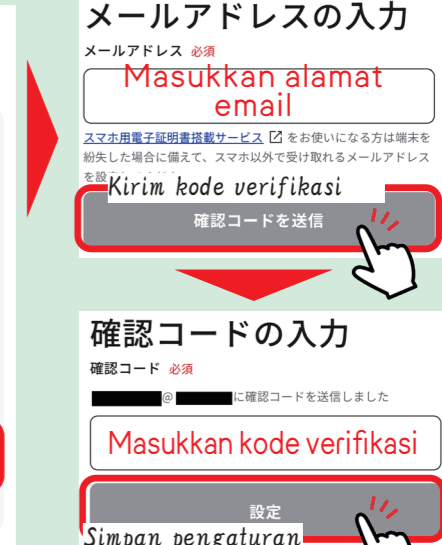 メールアドレスの入力
メールアドレス 必須
Masukkan alamat
email
スマホ用電子証明書搭載サービス をお使いになる方は端末を
紛失した場合に備えて、スマホ以外で受け取れるメールアドレス
Kirim kode verifikasi
確認コードを送信
確認コードの入力
確認コード 必須
@ に確認コードを送信しました
Masukkan kode verifikasi
設定
Simpan pengaturan